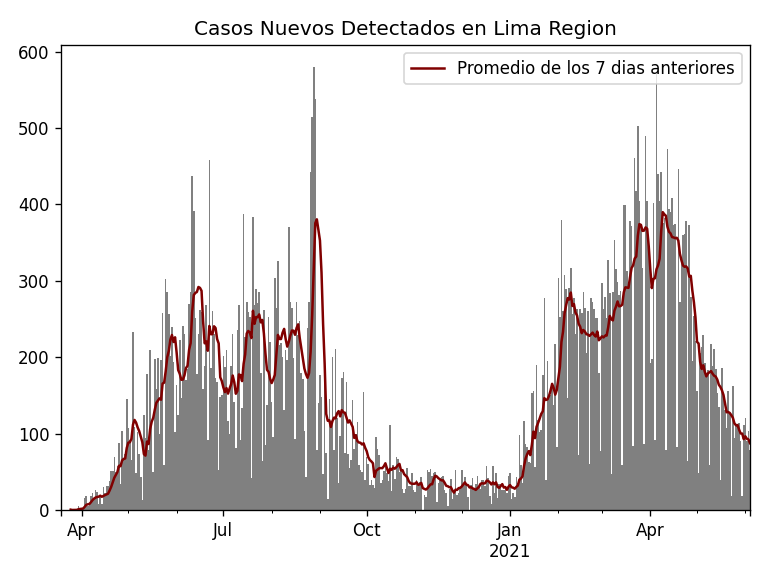 Casos Nuevos Detectados en Lima Region
Promedio de los 7 dias anteriores
600
500
400
300
200
100
0
Apr
Jul
Oct
Jan
2021
Apr